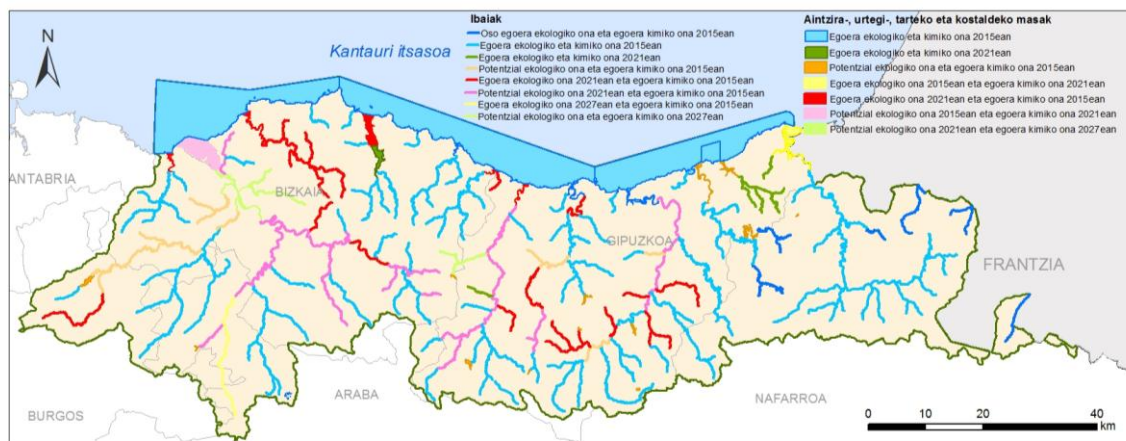 Ibaiak
Oso egoera ekologiko ona eta egoera kimiko ona 2015ean
Egoera ekologiko eta kimiko ona 2015ean
Egoera ekologiko eta kimiko ona 2021ean
Potentzial ekologiko ona eta egoera kimiko ona 2015ean
Egoera ekologiko ona 2021ean eta egoera kimiko ona 2015ean
Potentzial ekologiko ona 2021ean eta egoera kimiko ona 2015ean
Egoera ekologiko ona 2027ean eta egoera kimiko ona 2015ean
Potentzial ekologiko ona eta egoera kimiko ona 2027ean
Aintzira-, urtegi-, tarteko eta kostaldeko masak
Egoera ekologiko eta kimiko ona 2015ean
Egoera ekologiko eta kimiko ona 2021ean
Potentzial ekologiko ona eta egoera kimiko ona 2015ean
Egoera ekologiko ona 2015ean eta egoera kimiko ona 2021ean
Egoera ekologiko ona 2021ean eta egoera kimiko ona 2015ean
Potentzial ekologiko ona 2015ean eta egoera kimiko ona 2021ean
Potentzial ekologiko ona 2021ean eta egoera kimiko ona 2027ean
N
Kantauri itsasoa
ANTABRIA
BIZKAIA
GIPUZKOA
FRANTZIA
ARABA
NAFARROA
BURGOS
0 10 20 40
km